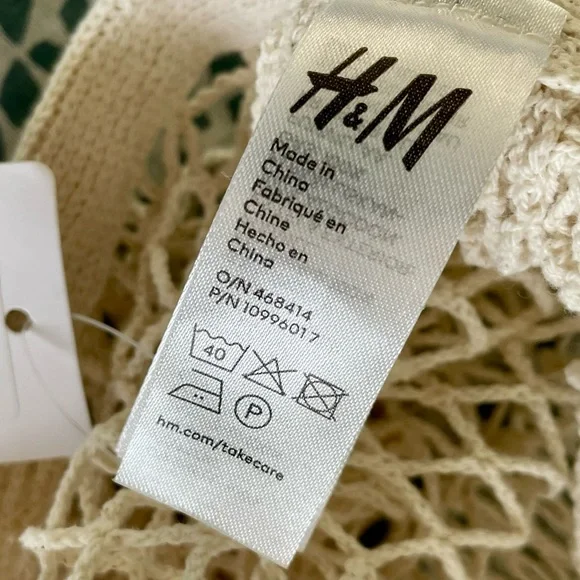 H&M
Made in
China
Fabriqué en
Chine
Hecho en
China
O/N 468414
P/N 10996017
40
P
hm.com/takecare